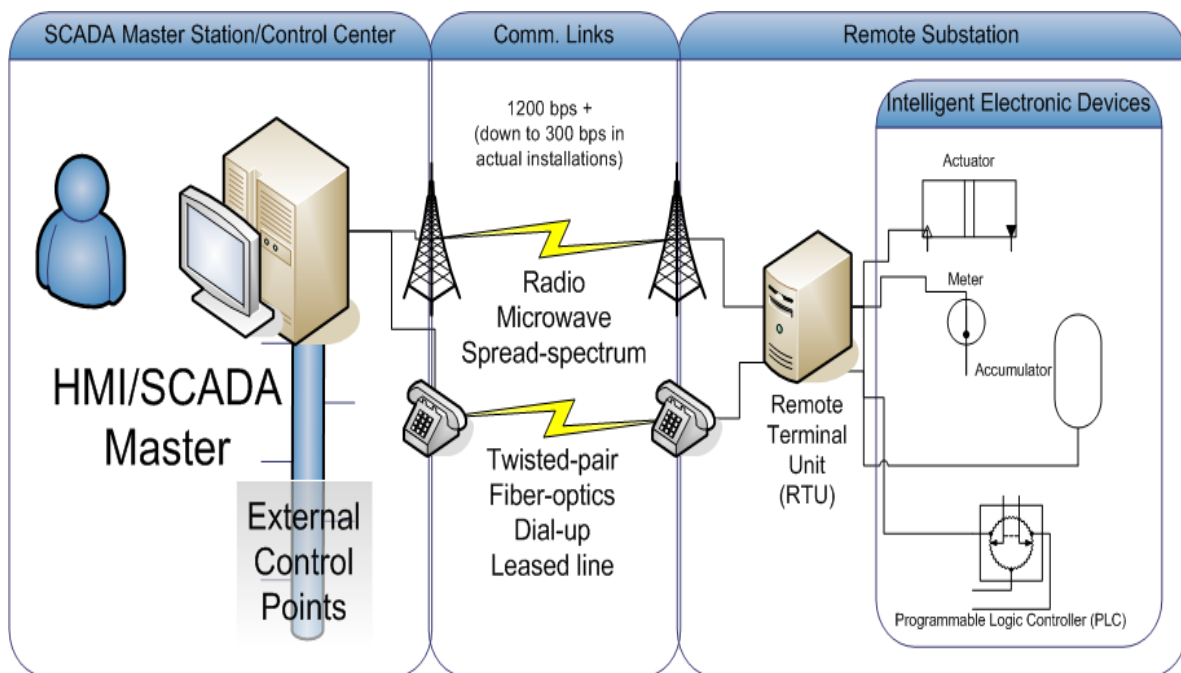 SCADA Master Station/Control Center
HMI/SCADA
Master
External
Control
Points
Comm. Links
1200 bps +
(down to 300 bps in
actual installations)
Radio
Microwave
Spread-spectrum
Twisted-pair
Fiber-optics
Dial-up
Leased line
Remote Substation
Remote
Terminal
Unit
(RTU)
Intelligent Electronic Devices
Actuator
Meter
Accumulator
Programmable Logic Controller (PLC)